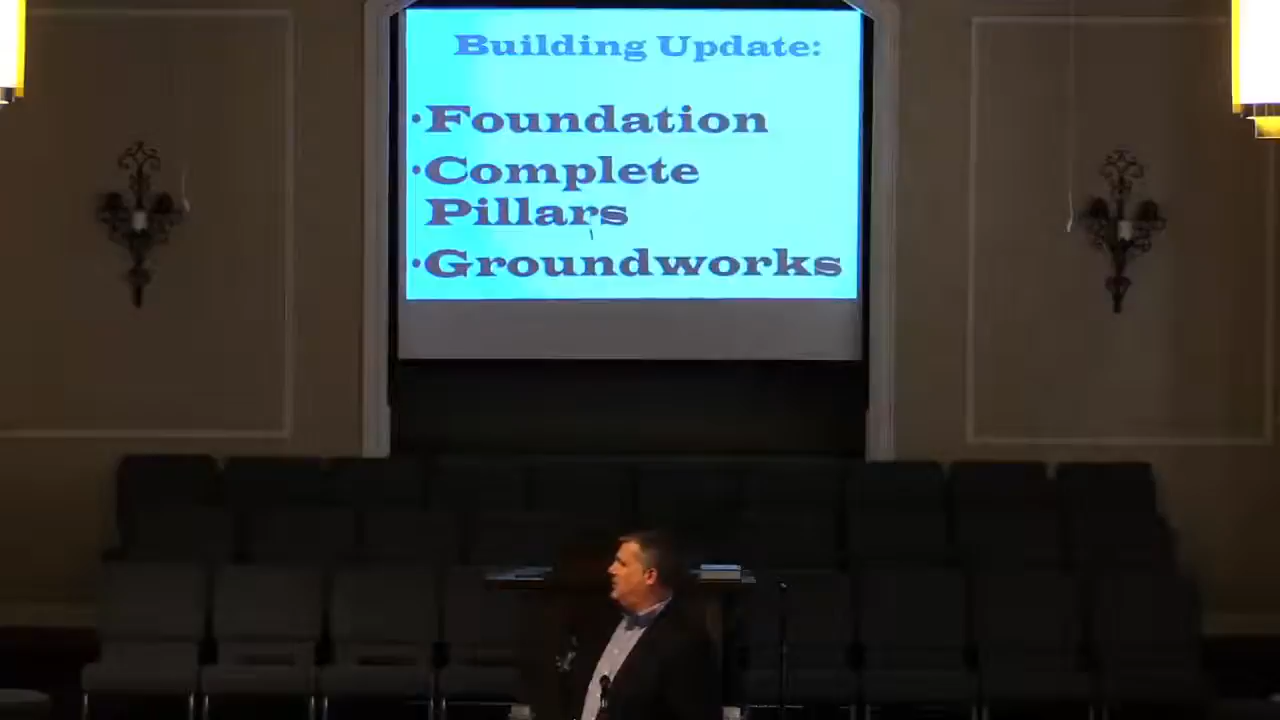 Building Update:
•Foundation
•Complete
Pillars
•Groundworks